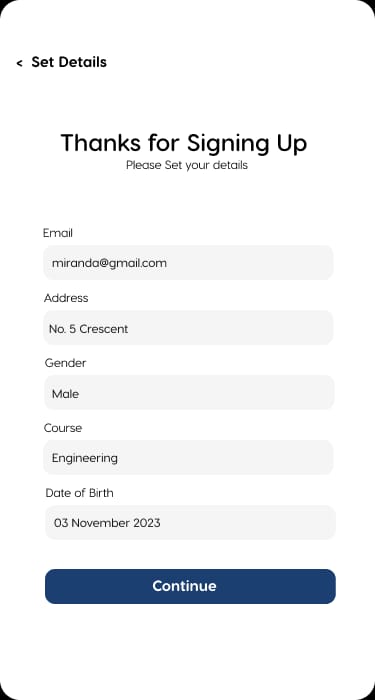 < Set Details
Thanks for Signing Up
Please Set your details
Email
miranda@gmail.com
Address
No. 5 Crescent
Gender
Male
Course
Engineering
Date of Birth
03 November 2023
Continue